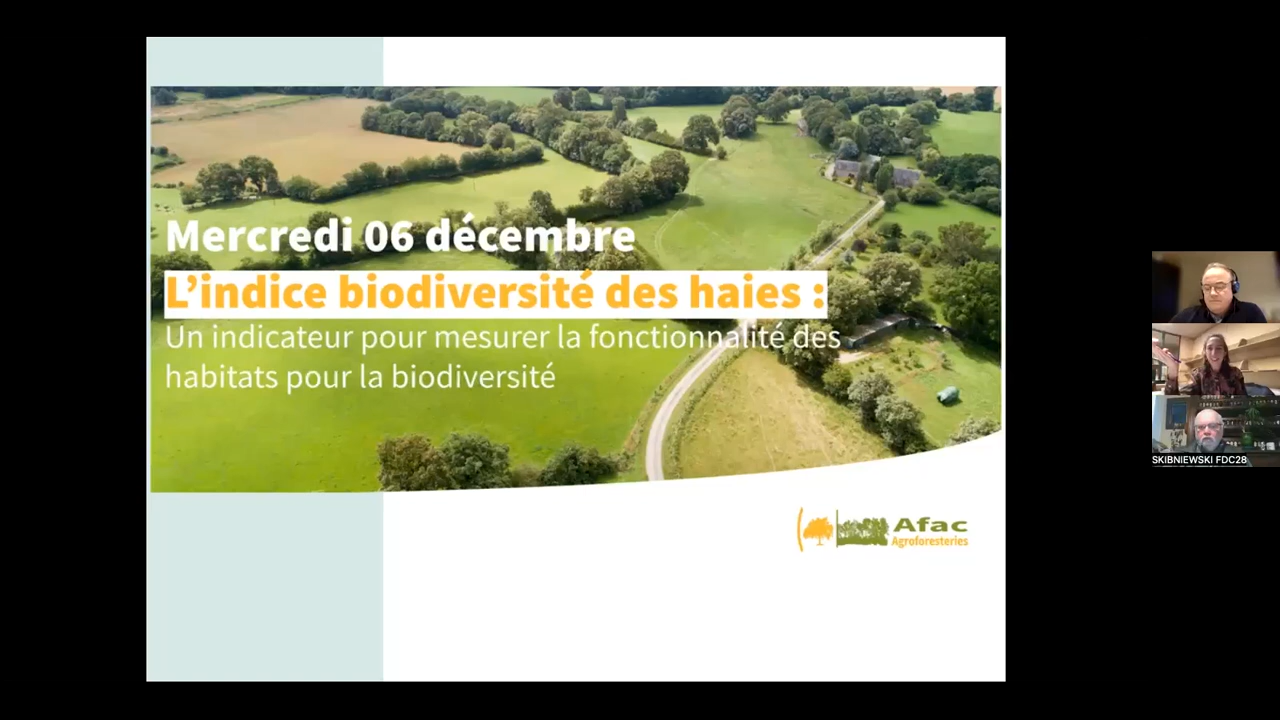 Mercredi 06 décembre
L'indice biodiversité des haies :
Un indicateur pour mesurer la fonctionnalité des
habitats pour la biodiversité
Afac
Agroforesteries
SKIBNIEWSKI FDC28